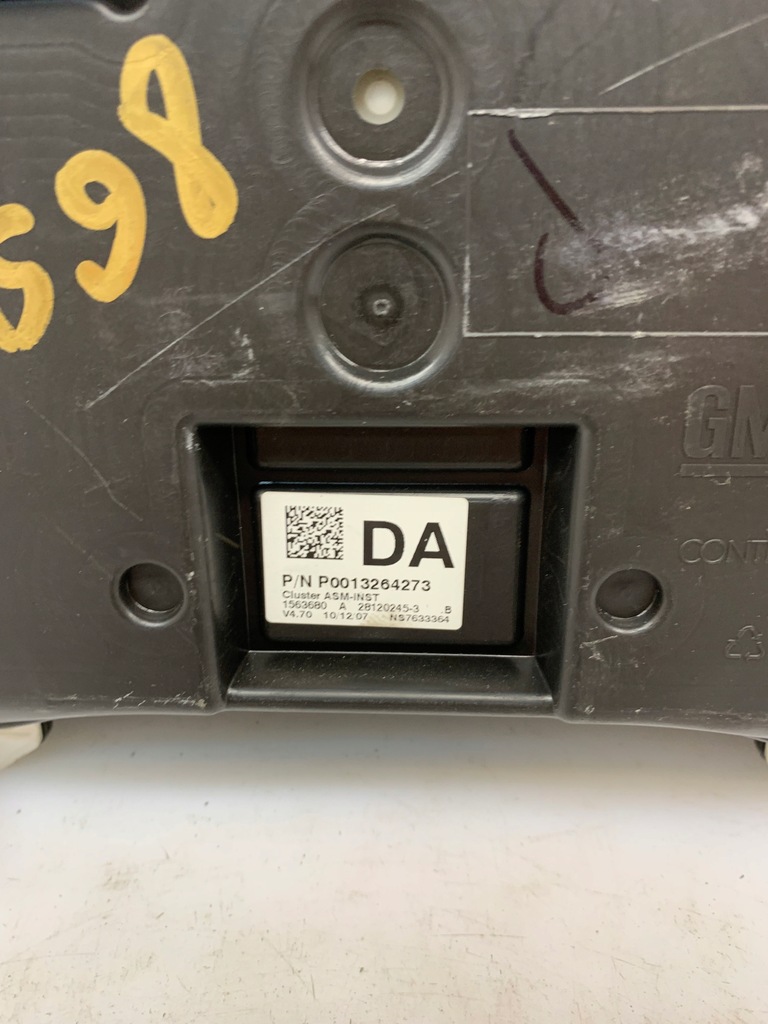 598
GM
CONT
DA
P/N P0013264273
Cluster ASM-INST
1563680 A 28120245-3 .B
V4.70 10/12/07 NS7633364